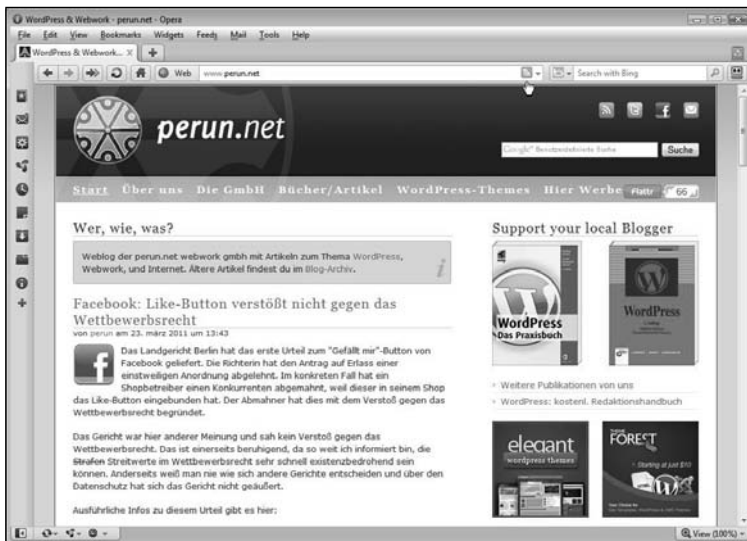 WordPress & Webwork - perun.net - Opera
File Edit View Bookmarks Widgets Feeds Mail Tools Help
WordPress & Webwork... X
Web www.perun.net Search with Bing
perun.net
Google™ Benutzerdefinierte Suche Suche
Start Über uns Die GmbH Bücher/Artikel WordPress-Themes Hier Werbe Flattr 66
Wer, wie, was?
Weblog der perun.net webwork gmbh mit Artikeln zum Thema WordPress,
Webwork, und Internet. Ältere Artikel findest du im Blog-Archiv.
Facebook: Like-Button verstößt nicht gegen das
Wettbewerbsrecht
von perun am 23. märz 2011 um 13:43
Das Landgericht Berlin hat das erste Urteil zum "Gefällt mir"-Button von
Facebook geliefert. Die Richterin hat den Antrag auf Erlass einer
einstweiligen Anordnung abgelehnt. Im konkreten Fall hat ein
Shopbetreiber einen Konkurrenten abgemahnt, weil dieser in seinem Shop
das Like-Button eingebunden hat. Der Abmahner hat dies mit dem Verstoß gegen das
Wettbewerbsrecht begründet.
Das Gericht war hier anderer Meinung und sah kein Verstoß gegen das
Wettbewerbsrecht. Das ist einerseits beruhigend, da so weit ich informiert bin, die
Strafen Streitwerte im Wettbewerbsrecht sehr schnell existenzbedrohend sein
können. Anderseits weiß man nie wie sich andere Gerichte entscheiden und über den
Datenschutz hat sich das Gericht nicht geäußert.
Ausführliche Infos zu diesem Urteil gibt es hier:
Support your local Blogger
WordPress
Das Praxisbuch
WordPress
Weitere Publikationen von uns
WordPress: kostenl. Redaktionshandbuch
elegant
wordpress themes
THEME
FOREST
Starting at just $10
View (100%)